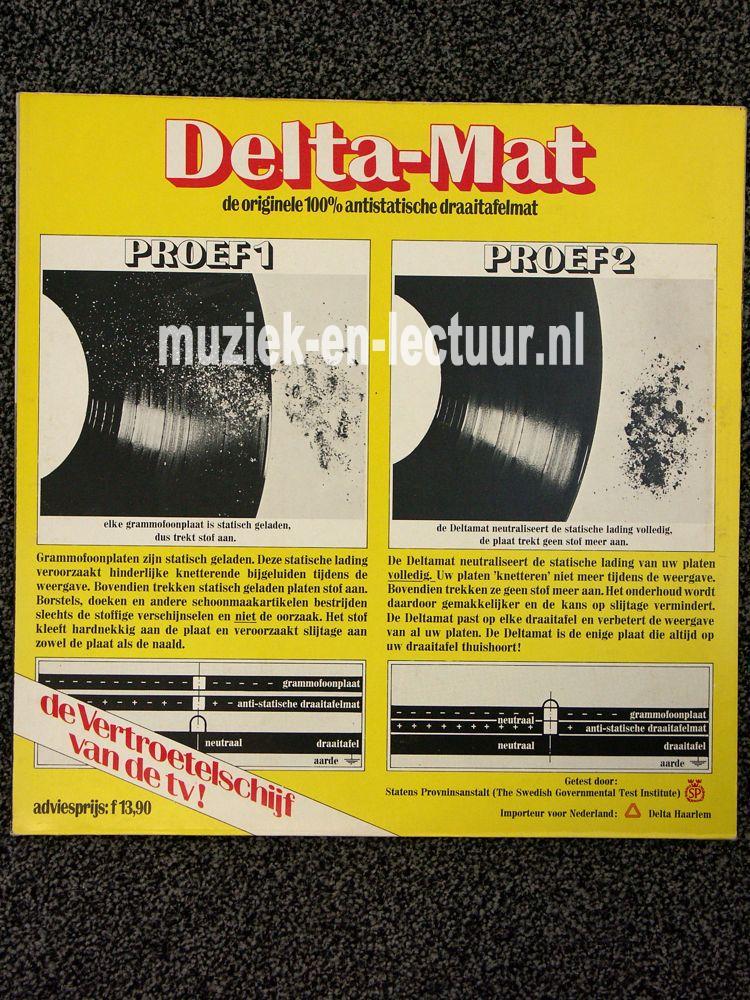 Delta-Mat
de originele 100% antistatische draaitafelmat
PROEF 1
muziek-en-lectuur.nl
elke grammofoonplaat is statisch geladen,
dus trekt stof aan.
Grammofoonplaten zijn statisch geladen. Deze statische lading
veroorzaakt hinderlijke knetterende bijgeluiden tijdens de
weergave. Bovendien trekken statisch geladen platen stof aan.
Borstels, doeken en andere schoonmaakartikelen bestrijden
slechts de stoffige verschijnselen en niet de oorzaak. Het stof
kleeft hardnekkig aan de plaat en veroorzaakt slijtage aan
zowel de plaat als de naald.
grammofoonplaat
anti-statische draaitafelmat
neutraal draaitafel
aarde
de Vertroetelschijf
van de tv!
adviesprijs: f 13,90
PROEF 2
de Deltamat neutraliseert de statische lading volledig,
de plaat trekt geen stof meer aan.
De Deltamat neutraliseert de statische lading van uw platen
volledig. Uw platen 'knetteren' niet meer tijdens de weergave.
Bovendien trekken ze geen stof meer aan. Het onderhoud wordt
daardoor gemakkelijker en de kans op slijtage vermindert.
De Deltamat past op elke draaitafel en verbetert de weergave
van al uw platen. De Deltamat is de enige plaat die altijd op
uw draaitafel thuishoort!
neutraal grammofoonplaat
anti-statische draaitafelmat
neutraal draaitafel
aarde
Getest door:
Statens Provninsanstalt (The Swedish Governmental Test Institute) SP
Importeur voor Nederland: Delta Haarlem